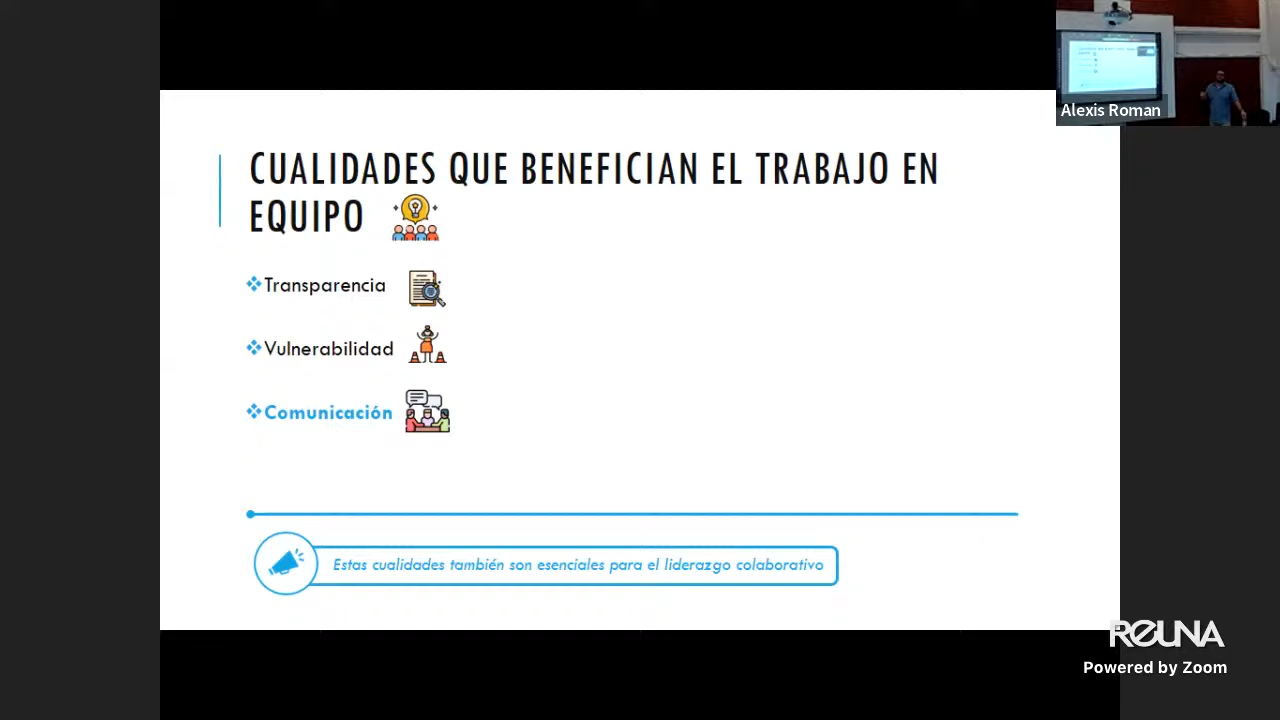 Alexis Roman
CUALIDADES QUE BENEFICIAN EL TRABAJO EN
EQUIPO
Transparencia
Vulnerabilidad
Comunicación
Estas cualidades también son esenciales para el liderazgo colaborativo
REUNA
Powered by Zoom